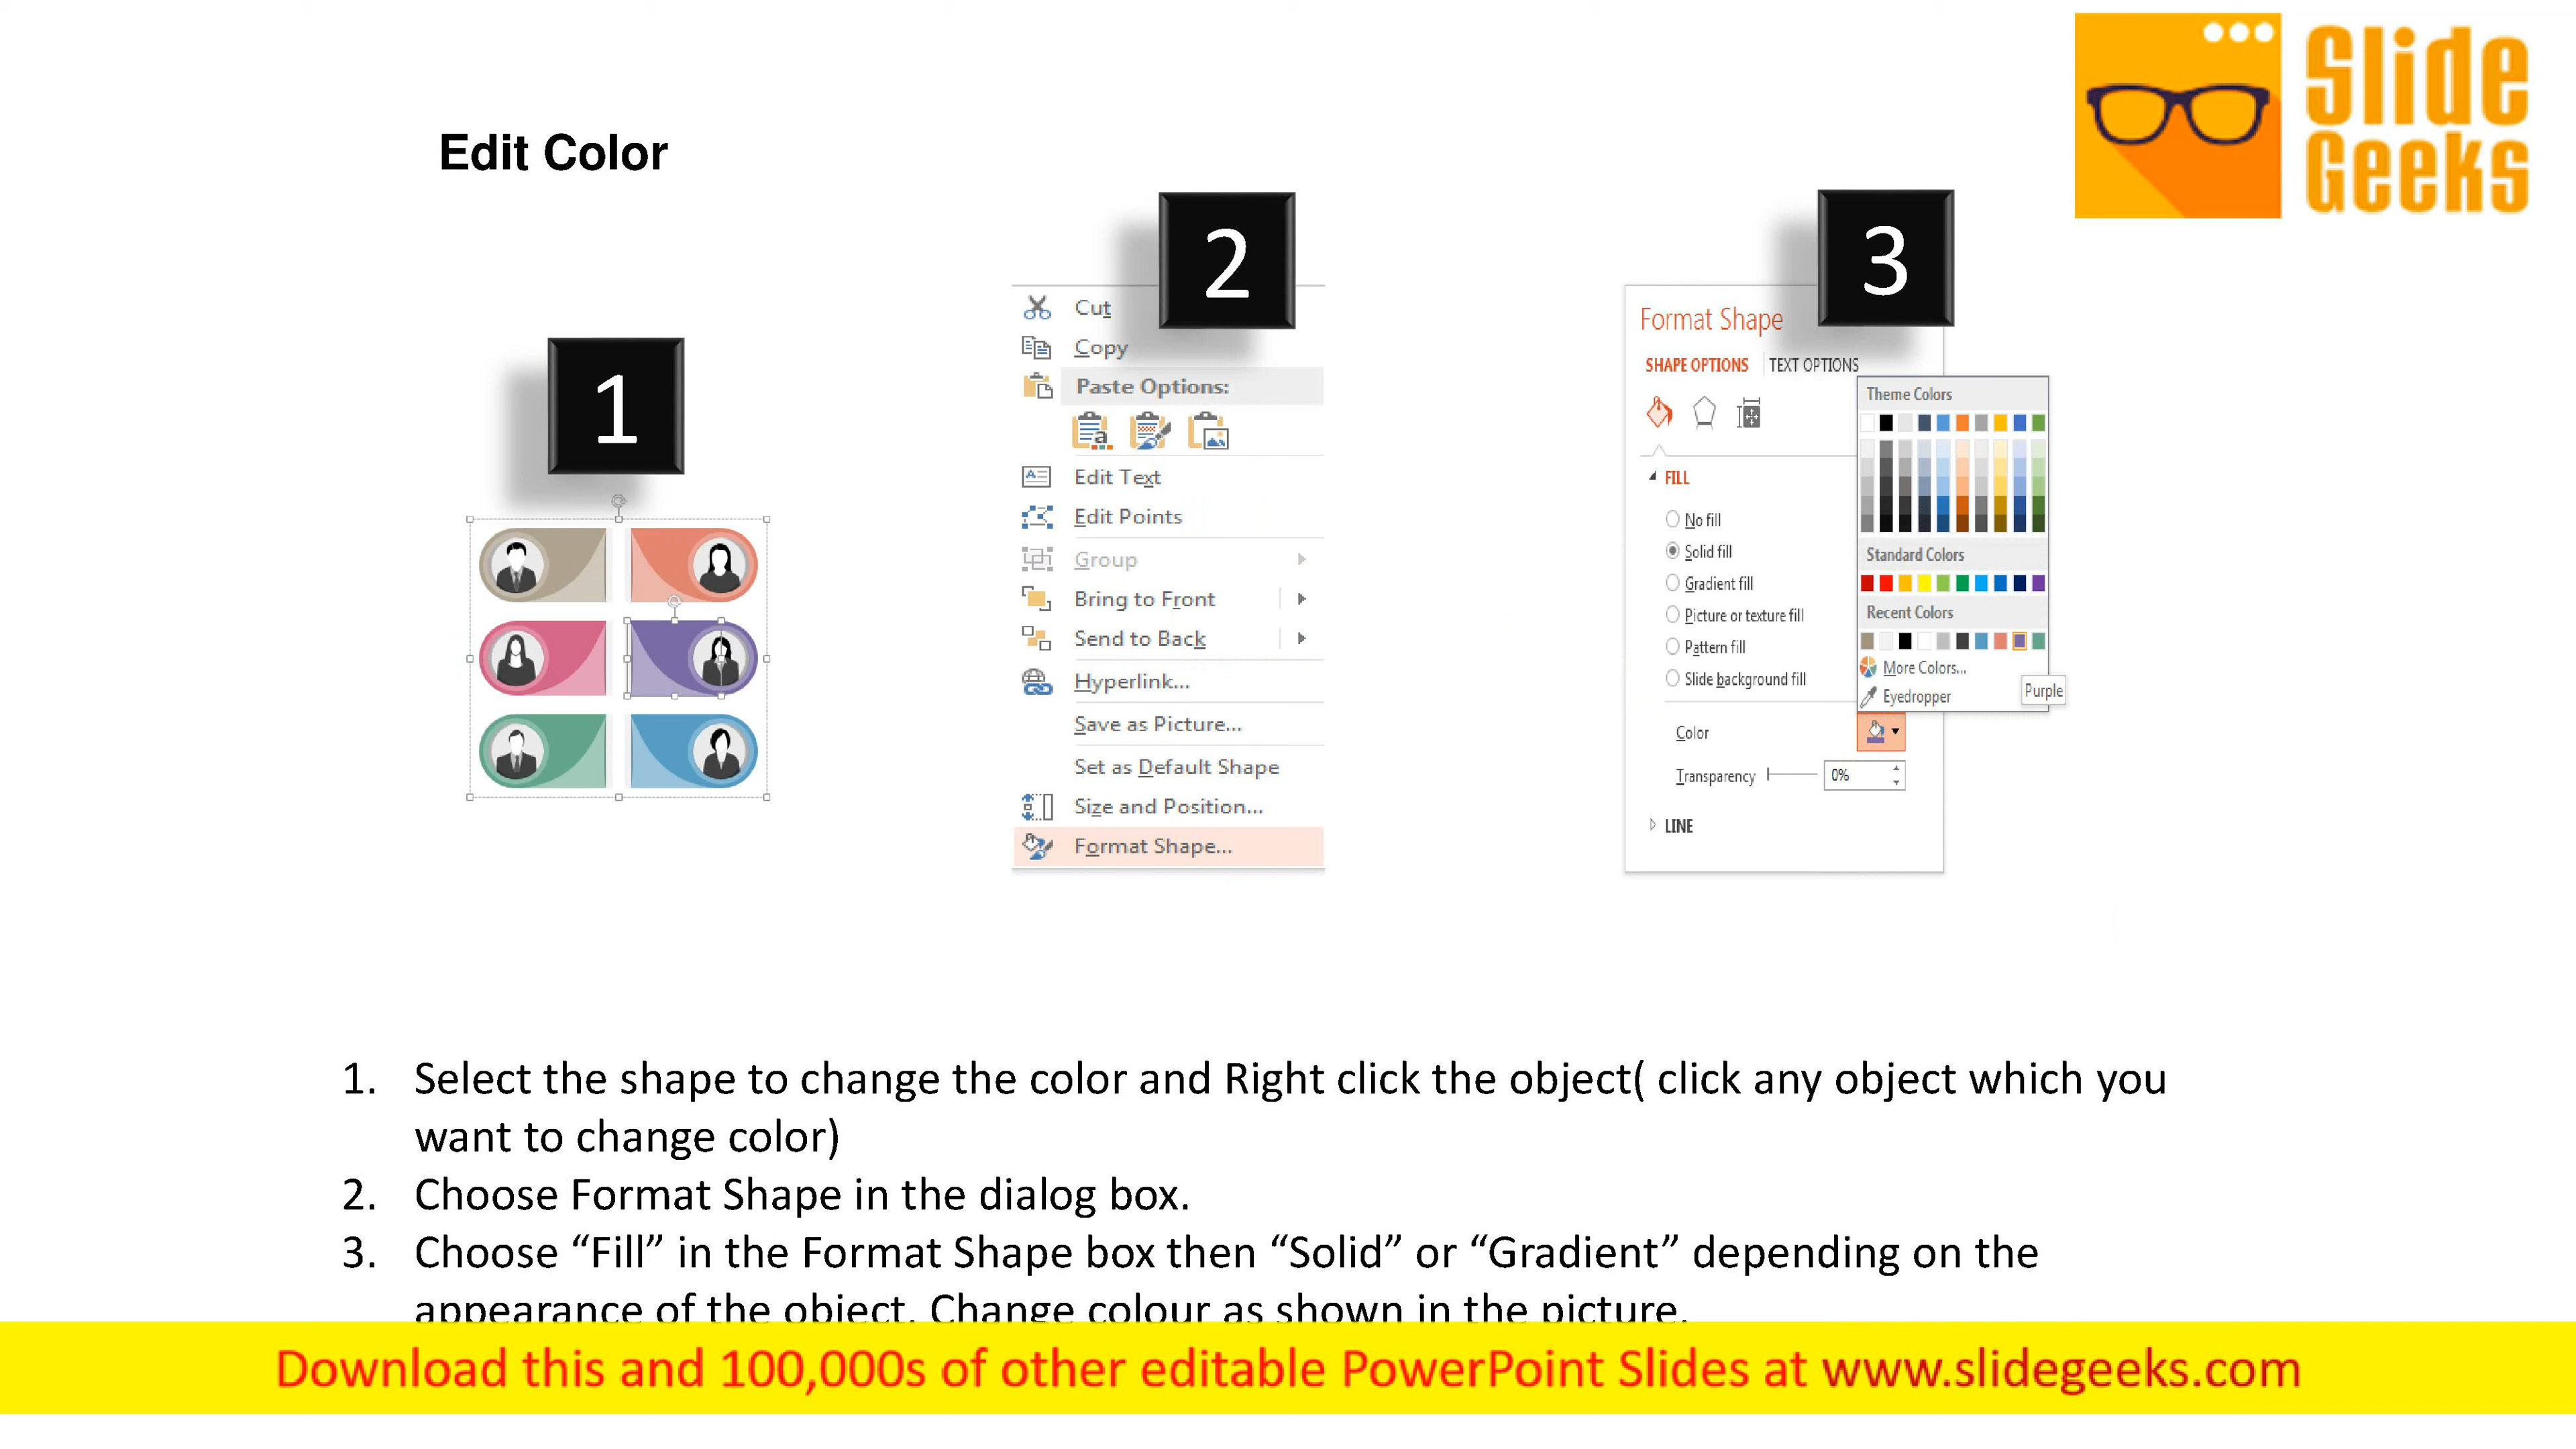 Slide
Geeks
Edit Color
1
2
3
Cut
Copy
Paste Options:
a
Edit Text
Edit Points
Group
Bring to Front
Send to Back
Hyperlink...
Save as Picture...
Set as Default Shape
Size and Position...
Format Shape...
Format Shape
SHAPE OPTIONS TEXT OPTIONS
FILL
No fill
Solid fill
Gradient fill
Picture or texture fill
Pattern fill
Slide background fill
Color
Transparency 0%
LINE
Theme Colors
Standard Colors
Recent Colors
More Colors...
Eyedropper
Purple
1. Select the shape to change the color and Right click the object( click any object which you
want to change color)
2. Choose Format Shape in the dialog box.
3. Choose “Fill” in the Format Shape box then “Solid” or “Gradient” depending on the
appearance of the object. Change colour as shown in the picture.
Download this and 100,000s of other editable PowerPoint Slides at www.slidegeeks.com